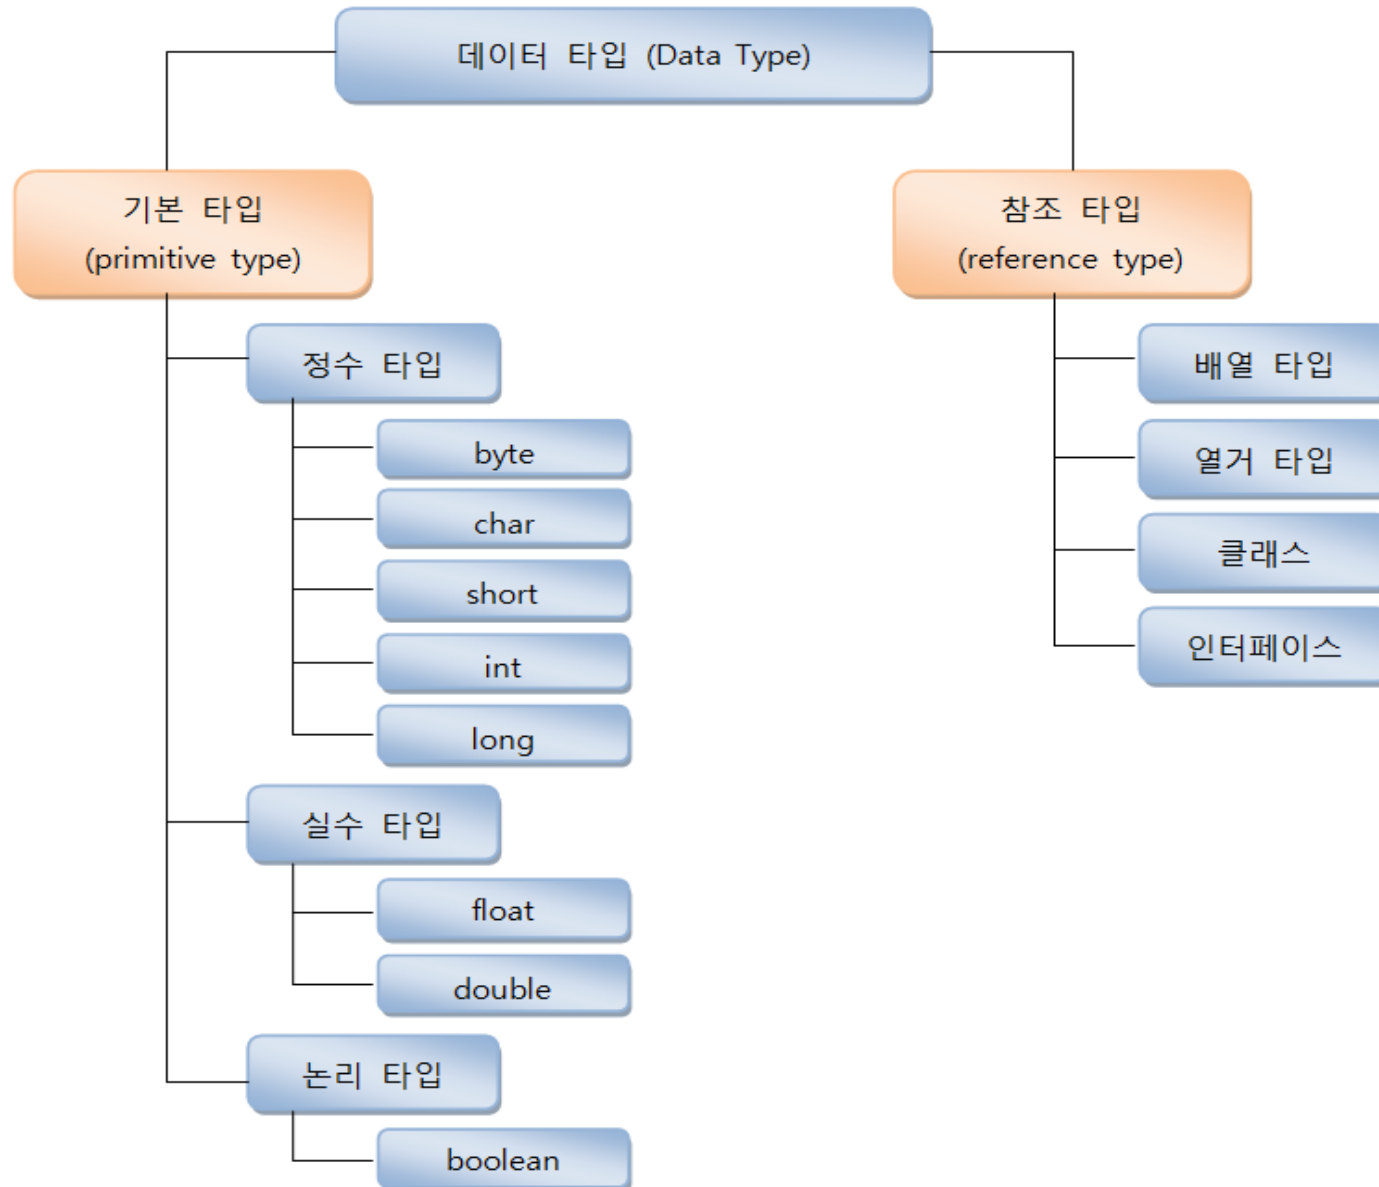 데이터 타입 (Data Type)
기본 타입
(primitive type)
정수 타입
byte
char
short
int
long
실수 타입
float
double
논리 타입
boolean
참조 타입
(reference type)
배열 타입
열거 타입
클래스
인터페이스